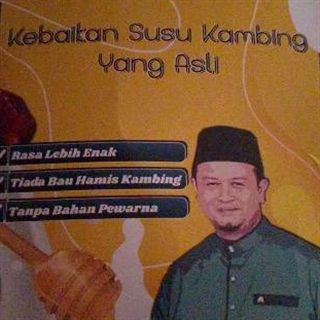 Kebaikan Susu Kambing
Yang Asli
Rasa Lebih Enak
Tiada Bau Hamis Kambing
Tanpa Bahan Pewarna